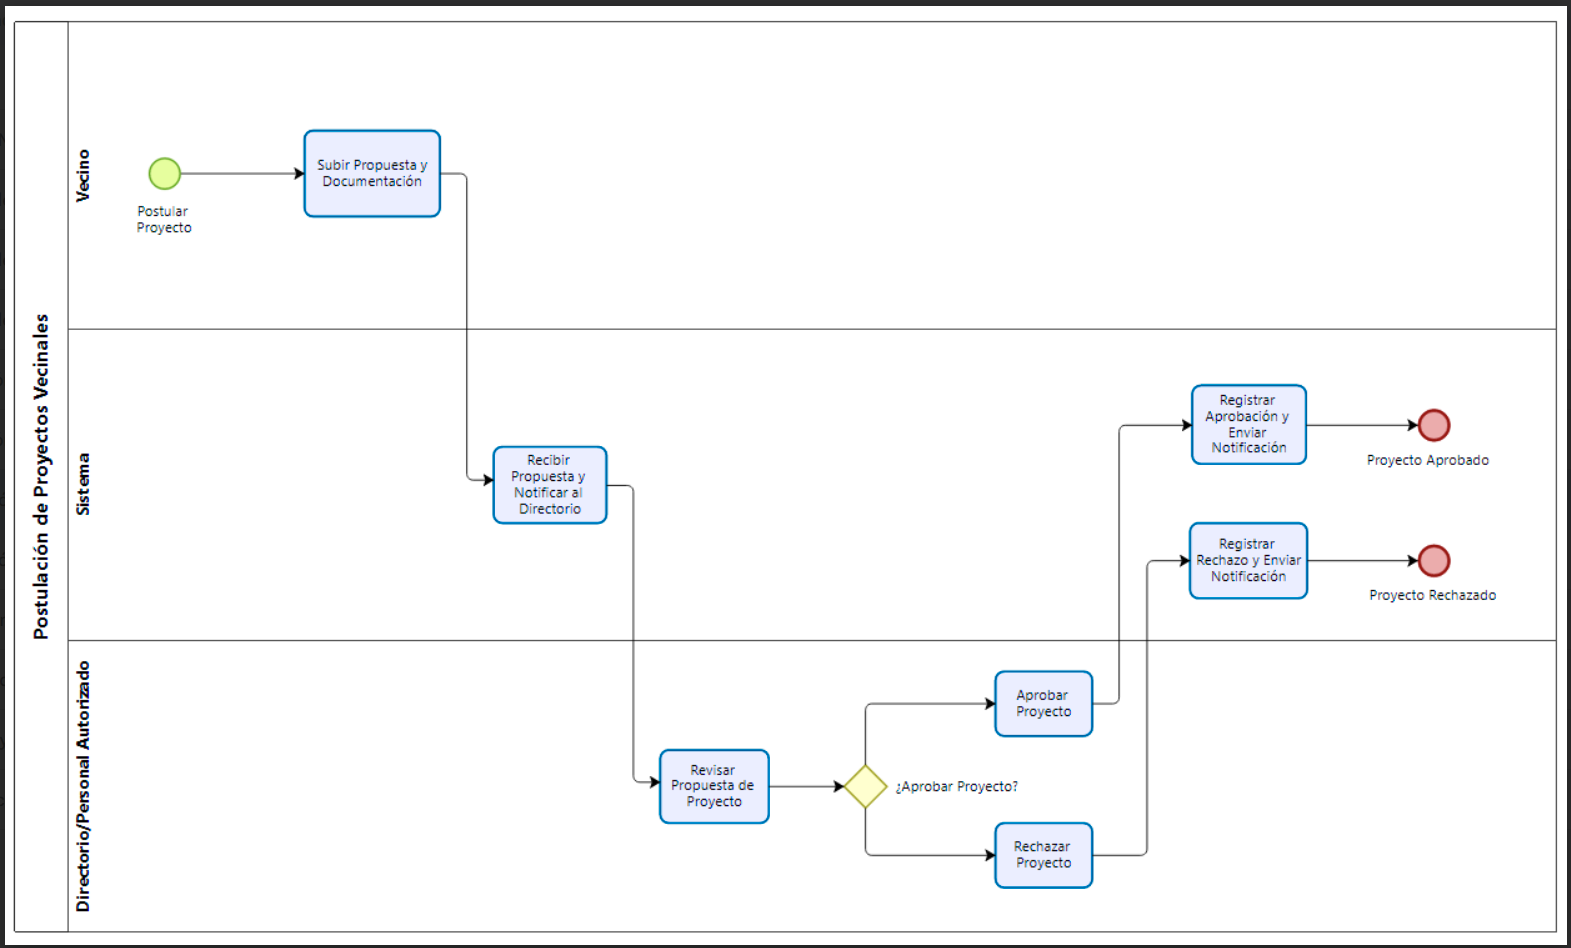 Postulación de Proyectos Vecinales
Vecino
Postular
Proyecto
Subir Propuesta y
Documentación
Sistema
Recibir
Propuesta y
Notificar al
Directorio
Registrar
Aprobación y
Enviar
Notificación
Proyecto Aprobado
Registrar
Rechazo y Enviar
Notificación
Proyecto Rechazado
Directorio/Personal Autorizado
Revisar
Propuesta de
Proyecto
¿Aprobar Proyecto?
Aprobar
Proyecto
Rechazar
Proyecto